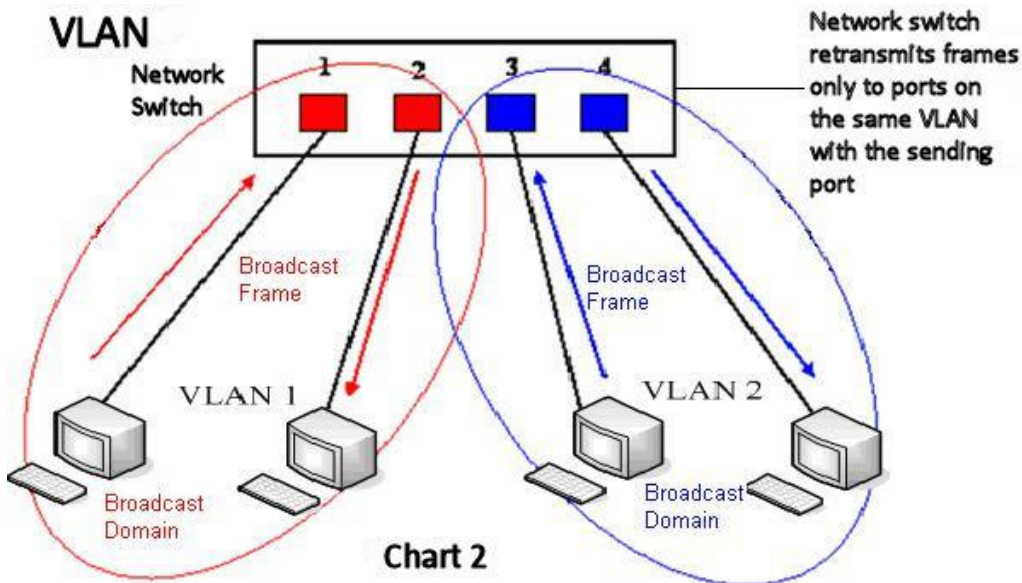 VLAN
Network
Switch
1 2 3 4
Network switch
retransmits frames
only to ports on
the same VLAN
with the sending
port
Broadcast
Frame
Broadcast
Frame
VLAN 1
VLAN 2
Broadcast
Domain
Broadcast
Domain
Chart 2